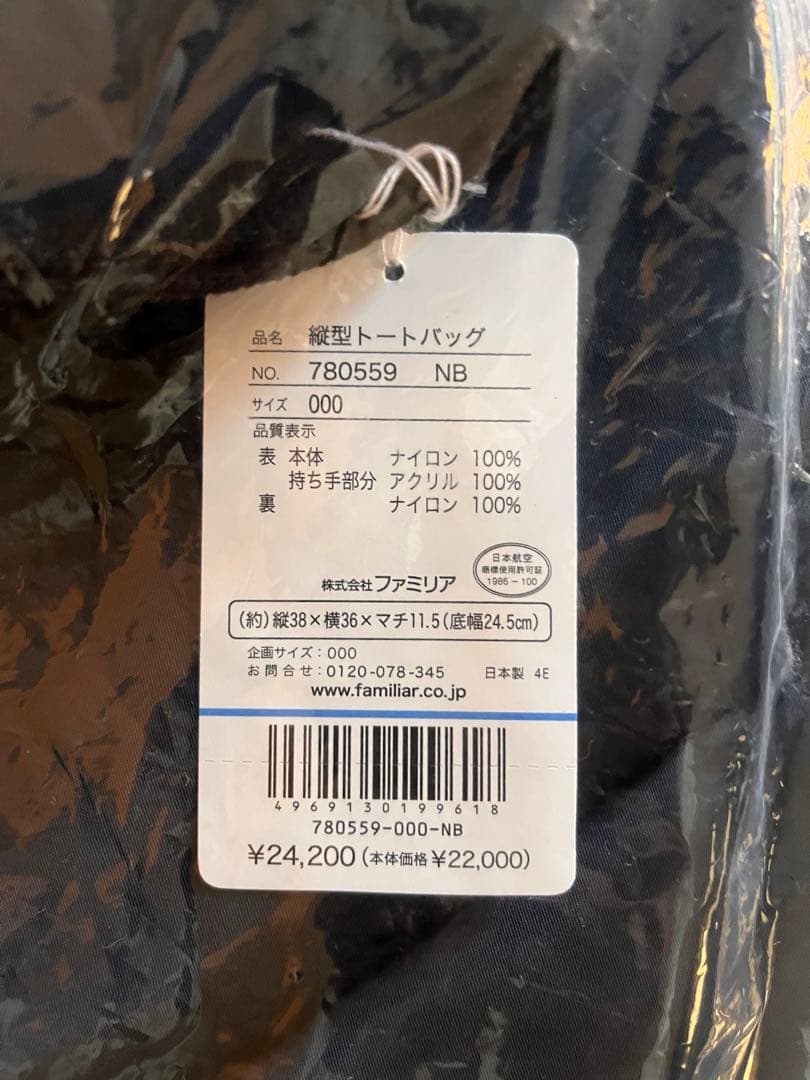 品名 縦型トートバッグ
NO. 780559 NB
サイズ 000
品質表示
表 本体 ナイロン 100%
持ち手部分 アクリル 100%
裏 ナイロン 100%
日本航空
商標使用許可証
1986-100
株式会社ファミリア
(約)縦38×横36×マチ11.5(底幅24.5cm)
企画サイズ:000
お問合せ:0120-078-345 日本製 4E
www.familiar.co.jp
4969130199618
780559-000-NB
¥24,200(本体価格¥22,000)